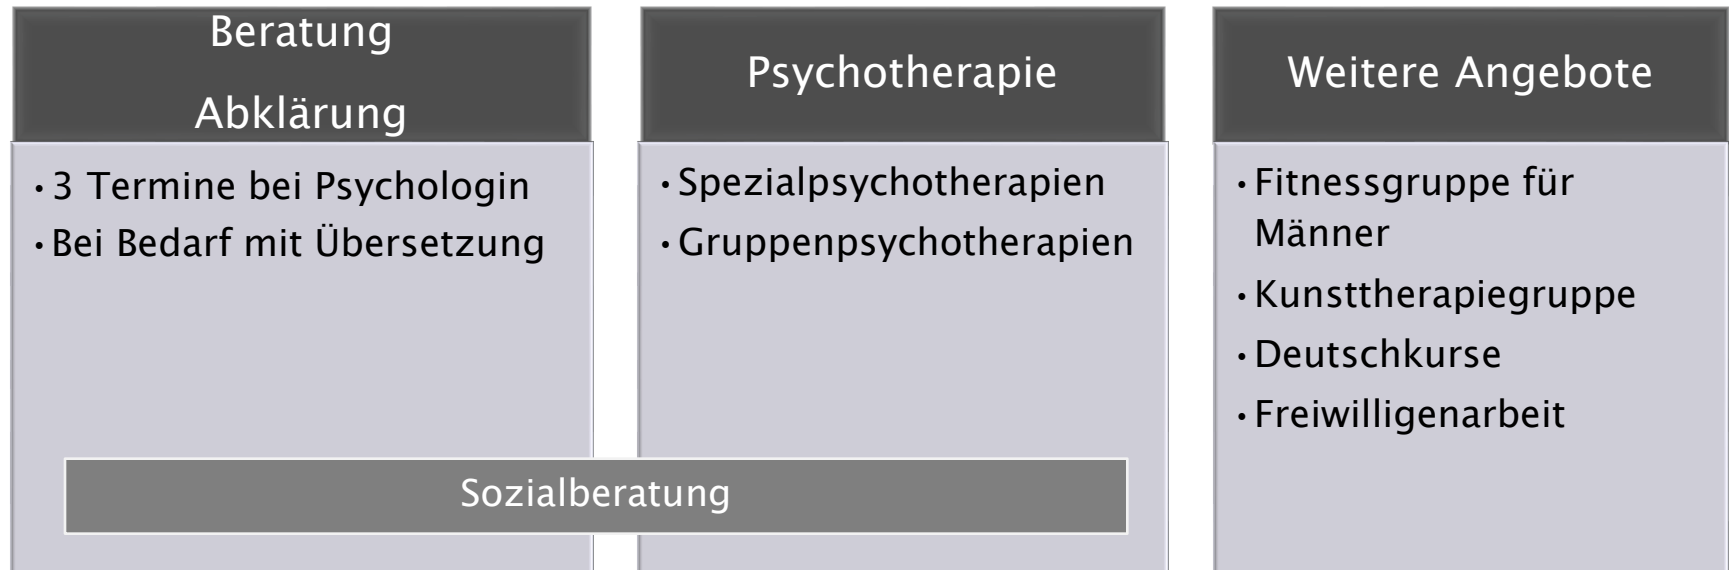 Beratung
Abklärung
• 3 Termine bei Psychologin
• Bei Bedarf mit Übersetzung
Psychotherapie
• Spezialpsychotherapien
• Gruppenpsychotherapien
Weitere Angebote
• Fitnessgruppe für
Männer
• Kunsttherapiegruppe
• Deutschkurse
• Freiwilligenarbeit
Sozialberatung